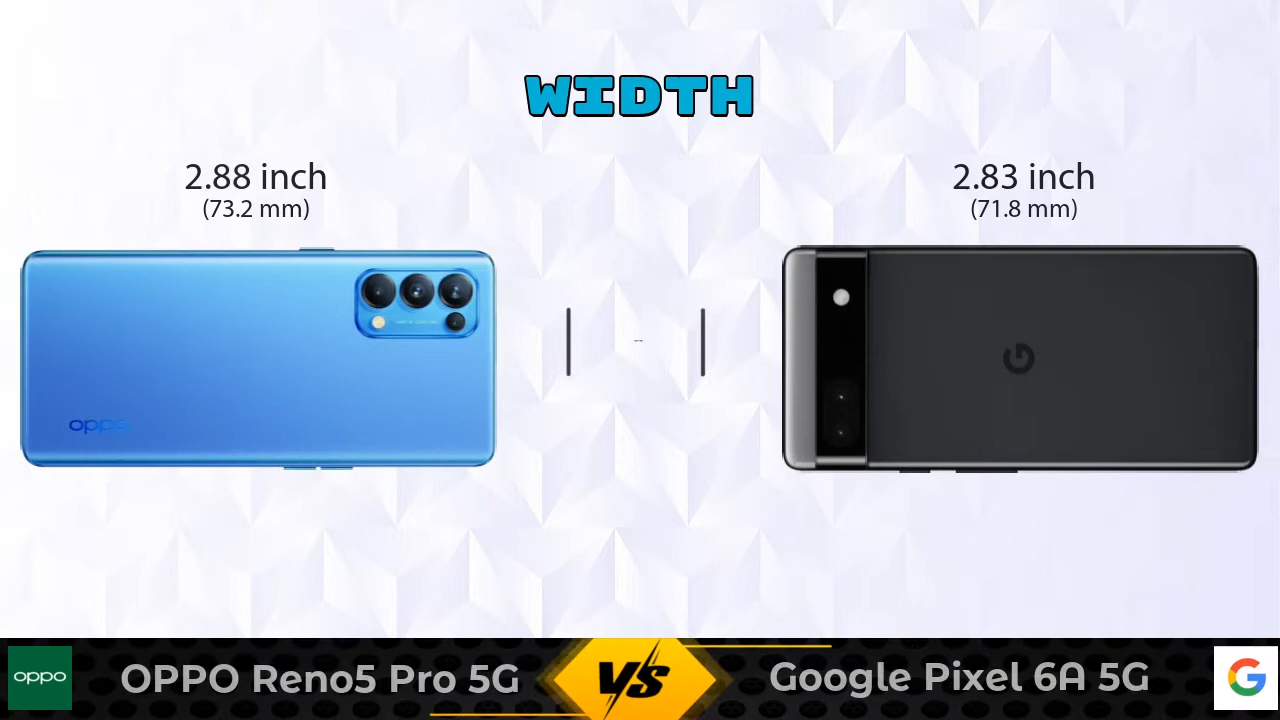 WIDTH
2.88 inch
(73.2 mm)
2.83 inch
(71.8 mm)
oppo
G
oppo
OPPO Reno5 Pro 5G
VS
Google Pixel 6A 5G
G